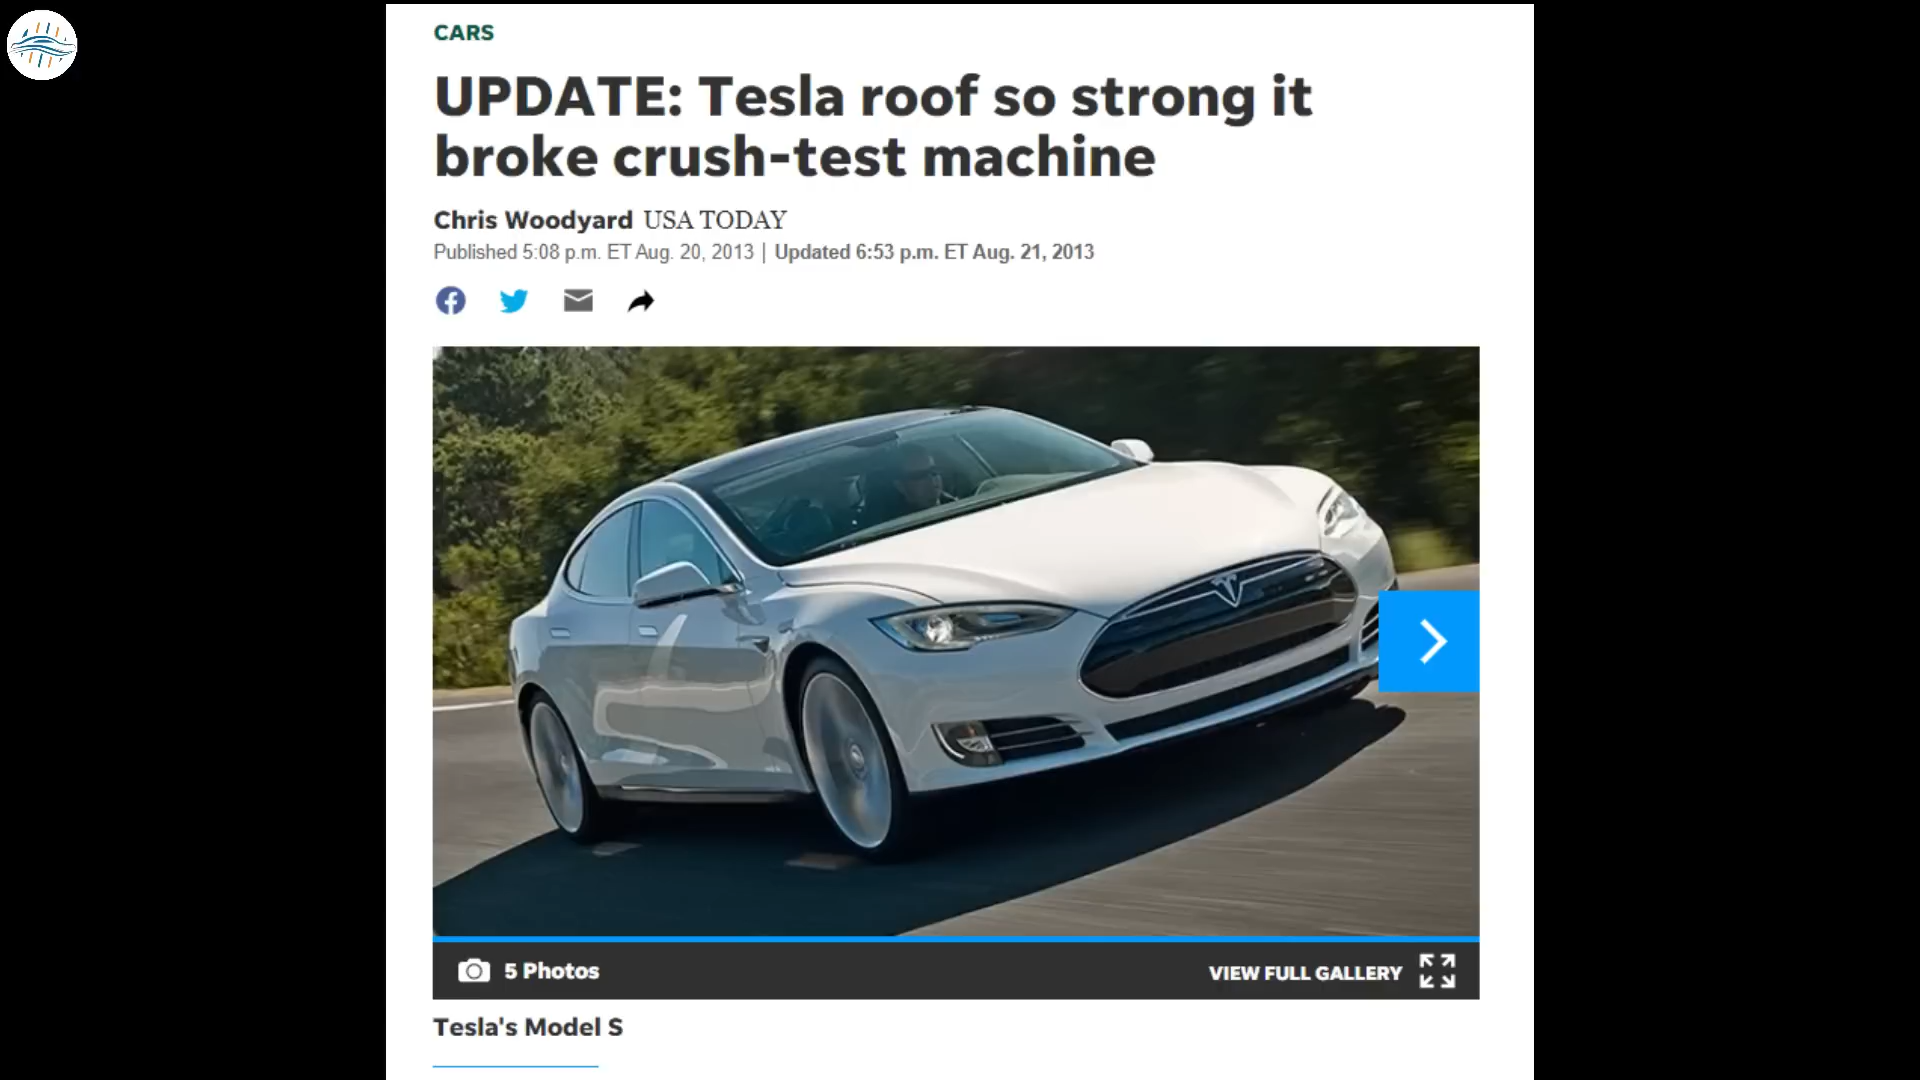 CARS
UPDATE: Tesla roof so strong it
broke crush-test machine
Chris Woodyard USA TODAY
Published 5:08 p.m. ET Aug. 20, 2013 | Updated 6:53 p.m. ET Aug. 21, 2013
5 Photos
VIEW FULL GALLERY
Tesla's Model S